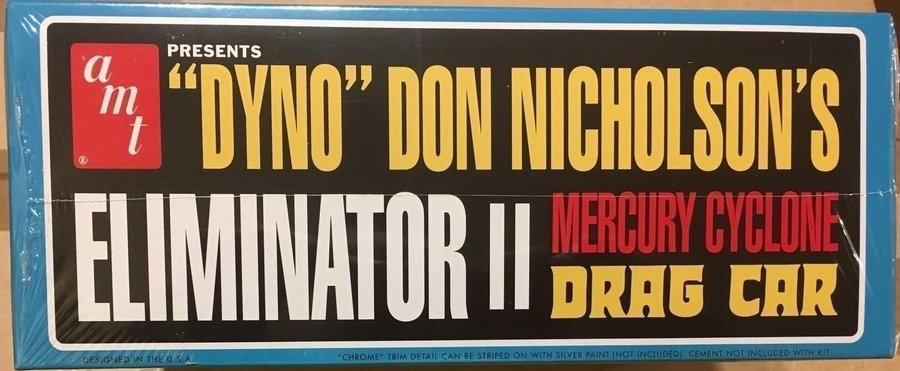 amt
®
PRESENTS
"DYNO" DON NICHOLSON'S
ELIMINATOR II
MERCURY CYCLONE
DRAG CAR
DESIGNED IN THE U.S.A.
"CHROME" TRIM DETAIL CAN BE STRIPED ON WITH SILVER PAINT (NOT INCLUDED) CEMENT NOT INCLUDED WITH KIT